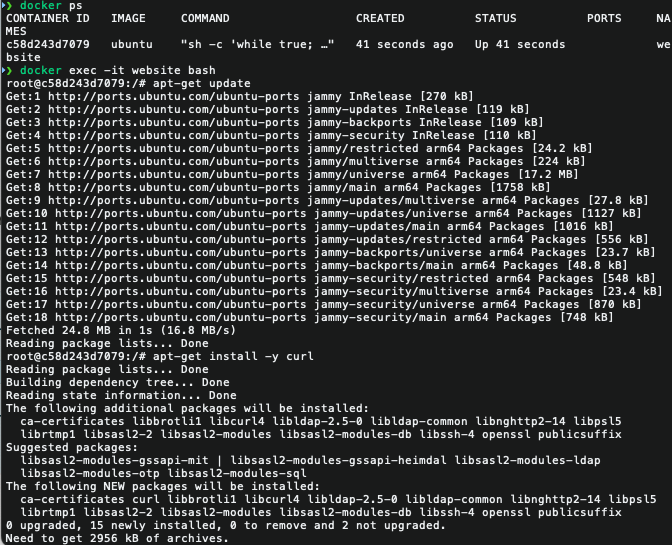 ❯ docker ps
CONTAINER ID   IMAGE     COMMAND                  CREATED          STATUS          PORTS     NA
MES
c58d243d7079   ubuntu    "sh -c 'while true; …"   41 seconds ago   Up 41 seconds             we
bsite
❯ docker exec -it website bash
root@c58d243d7079:/# apt-get update
Get:1 http://ports.ubuntu.com/ubuntu-ports jammy InRelease [270 kB]
Get:2 http://ports.ubuntu.com/ubuntu-ports jammy-updates InRelease [119 kB]
Get:3 http://ports.ubuntu.com/ubuntu-ports jammy-backports InRelease [109 kB]
Get:4 http://ports.ubuntu.com/ubuntu-ports jammy-security InRelease [110 kB]
Get:5 http://ports.ubuntu.com/ubuntu-ports jammy/restricted arm64 Packages [24.2 kB]
Get:6 http://ports.ubuntu.com/ubuntu-ports jammy/multiverse arm64 Packages [224 kB]
Get:7 http://ports.ubuntu.com/ubuntu-ports jammy/universe arm64 Packages [17.2 MB]
Get:8 http://ports.ubuntu.com/ubuntu-ports jammy/main arm64 Packages [1758 kB]
Get:9 http://ports.ubuntu.com/ubuntu-ports jammy-updates/multiverse arm64 Packages [27.8 kB]
Get:10 http://ports.ubuntu.com/ubuntu-ports jammy-updates/universe arm64 Packages [1127 kB]
Get:11 http://ports.ubuntu.com/ubuntu-ports jammy-updates/main arm64 Packages [1016 kB]
Get:12 http://ports.ubuntu.com/ubuntu-ports jammy-updates/restricted arm64 Packages [556 kB]
Get:13 http://ports.ubuntu.com/ubuntu-ports jammy-backports/universe arm64 Packages [23.7 kB]
Get:14 http://ports.ubuntu.com/ubuntu-ports jammy-backports/main arm64 Packages [48.8 kB]
Get:15 http://ports.ubuntu.com/ubuntu-ports jammy-security/restricted arm64 Packages [548 kB]
Get:16 http://ports.ubuntu.com/ubuntu-ports jammy-security/multiverse arm64 Packages [23.4 kB]
Get:17 http://ports.ubuntu.com/ubuntu-ports jammy-security/universe arm64 Packages [870 kB]
Get:18 http://ports.ubuntu.com/ubuntu-ports jammy-security/main arm64 Packages [748 kB]
Fetched 24.8 MB in 1s (16.8 MB/s)
Reading package lists... Done
root@c58d243d7079:/# apt-get install -y curl
Reading package lists... Done
Building dependency tree... Done
Reading state information... Done
The following additional packages will be installed:
  ca-certificates libbrotli1 libcurl4 libldap-2.5-0 libldap-common libnghttp2-14 libpsl5
  librtmp1 libsasl2-2 libsasl2-modules libsasl2-modules-db libssh-4 openssl publicsuffix
Suggested packages:
  libsasl2-modules-gssapi-mit | libsasl2-modules-gssapi-heimdal libsasl2-modules-ldap
  libsasl2-modules-otp libsasl2-modules-sql
The following NEW packages will be installed:
  ca-certificates curl libbrotli1 libcurl4 libldap-2.5-0 libldap-common libnghttp2-14 libpsl5
  librtmp1 libsasl2-2 libsasl2-modules libsasl2-modules-db libssh-4 openssl publicsuffix
0 upgraded, 15 newly installed, 0 to remove and 2 not upgraded.
Need to get 2956 kB of archives.